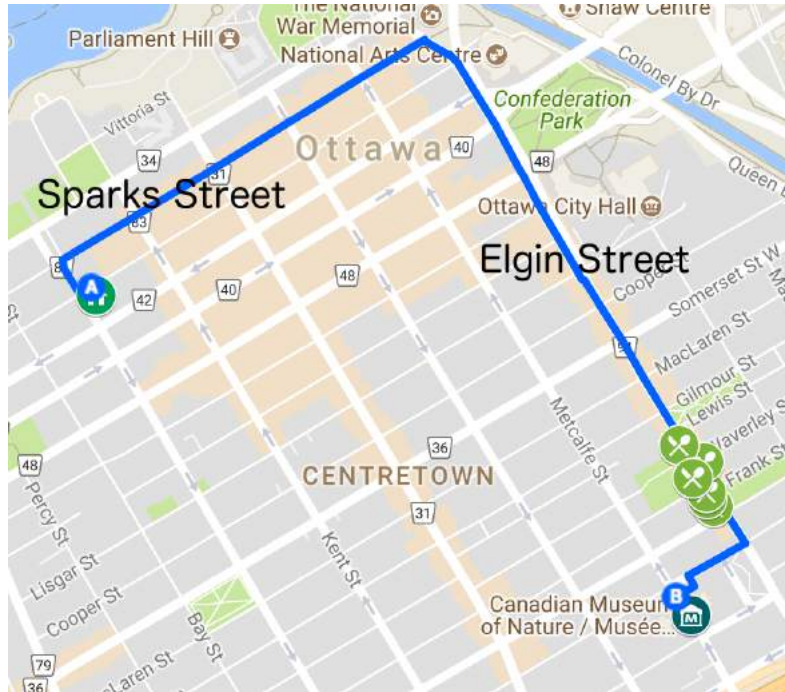 The National
War Memorial
Shaw Centre
Parliament Hill
National Arts Centre
Colonel By Dr
Vittoria St
Confederation
Park
Ottawa
40
34
31
48
Queen
Sparks Street
Ottawa City Hall
83
Elgin Street
48
Cooper
Somerset St W
42
40
MacLaren St
Gilmour St
Lewis St
Metcalfe St
Waverley S
Frank St
36
48
CENTRETOWN
Percy St
31
Kent St
Lisgar St
Cooper St
Bay St
A
B
Canadian Museum
of Nature / Musée...
M
79
36
cLaren St